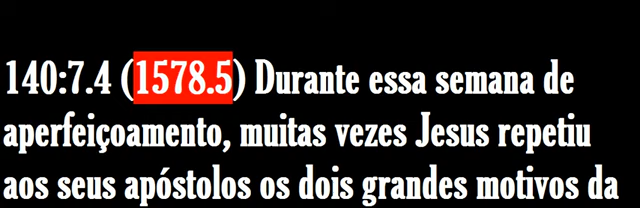 140:7.4 (1578.5) Durante essa semana de
aperfeiçoamento, muitas vezes Jesus repetiu
aos seus apóstolos os dois grandes motivos da